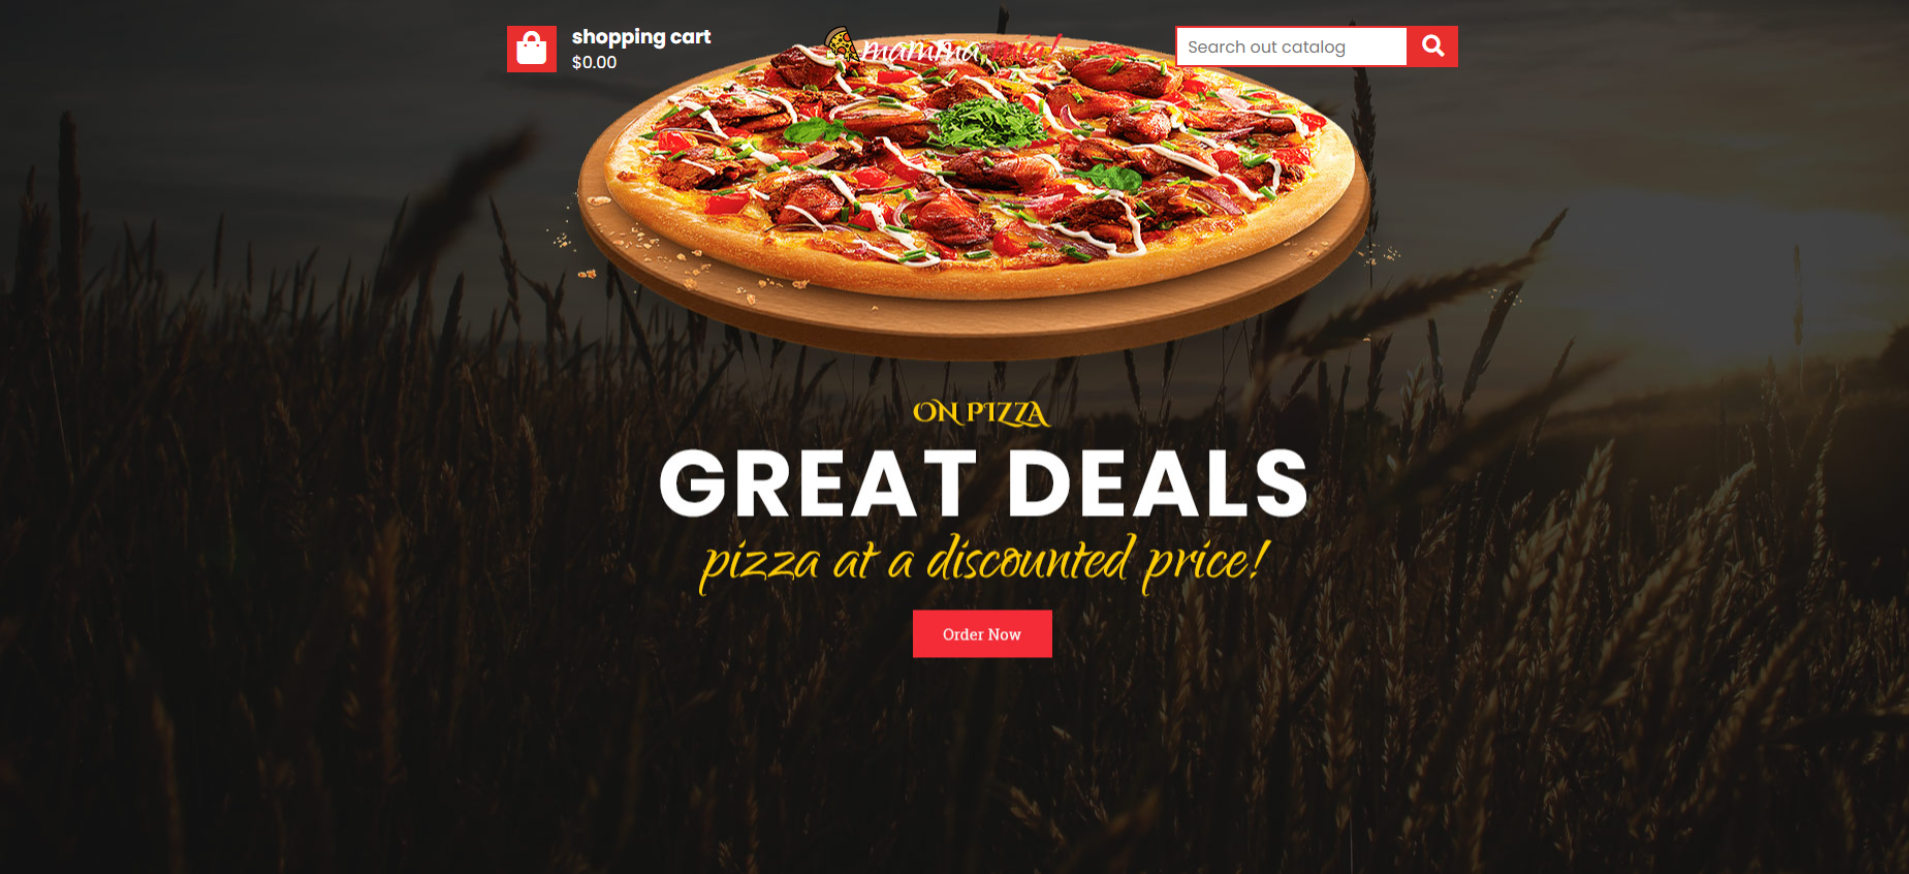 shopping cart
$0.00
mamma, mia!
Search out catalog
ON PIZZA
GREAT DEALS
pizza at a discounted price!
Order Now